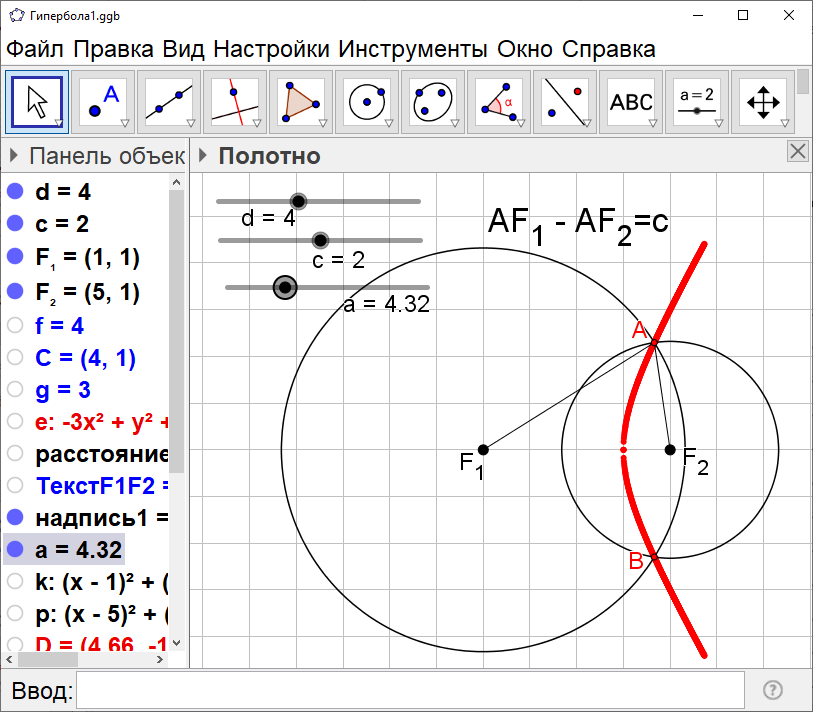 Гипербола1.ggb
Файл Правка Вид Настройки Инструменты Окно Справка
A
α
ABC
a = 2
Панель объек
Полотно
d = 4
c = 2
F₁ = (1, 1)
F₂ = (5, 1)
f = 4
C = (4, 1)
g = 3
e: -3x² + y² +
расстояние
ТекстF1F2 =
надпись1 =
a = 4.32
k: (x - 1)² + (
p: (x - 5)² + (
D = (4.66, -1
d = 4
c = 2
a = 4.32
AF₁ - AF₂=c
A
F₁
F₂
B
Ввод:
?